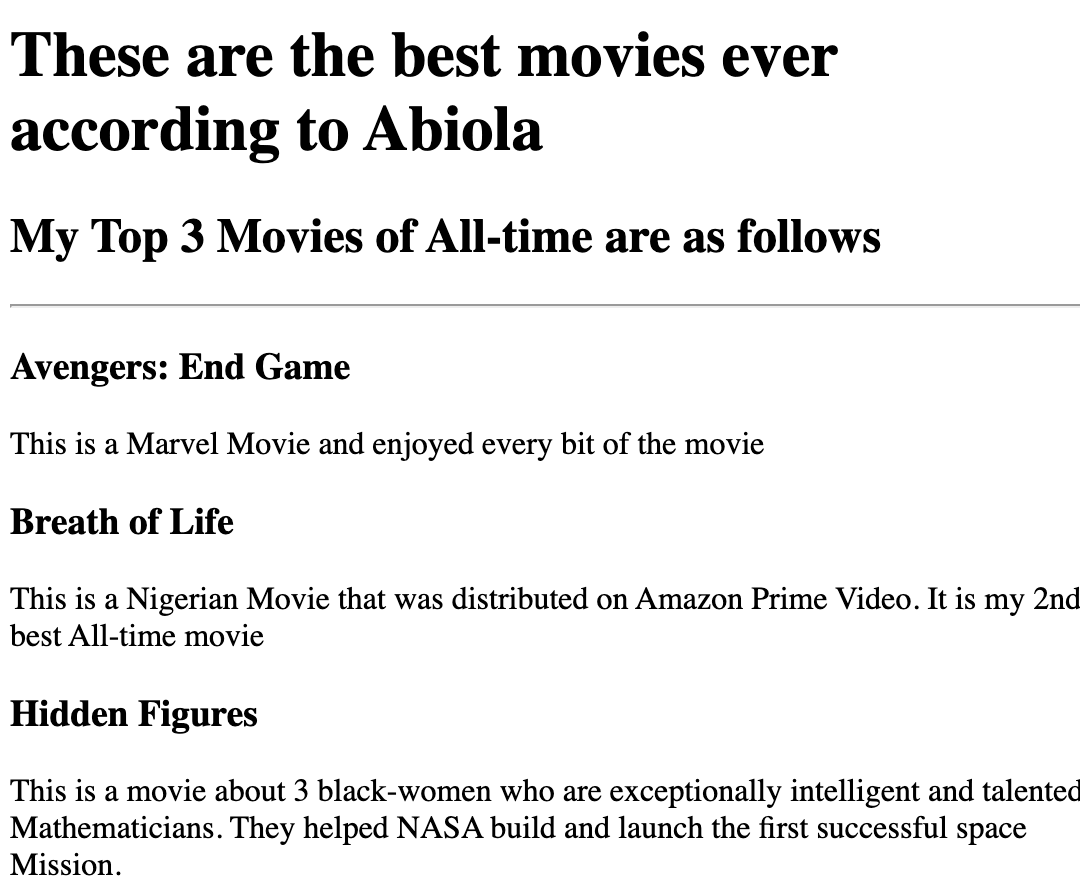 These are the best movies ever
according to Abiola
My Top 3 Movies of All-time are as follows
Avengers: End Game
This is a Marvel Movie and enjoyed every bit of the movie
Breath of Life
This is a Nigerian Movie that was distributed on Amazon Prime Video. It is my 2nd
best All-time movie
Hidden Figures
This is a movie about 3 black-women who are exceptionally intelligent and talented
Mathematicians. They helped NASA build and launch the first successful space
Mission.